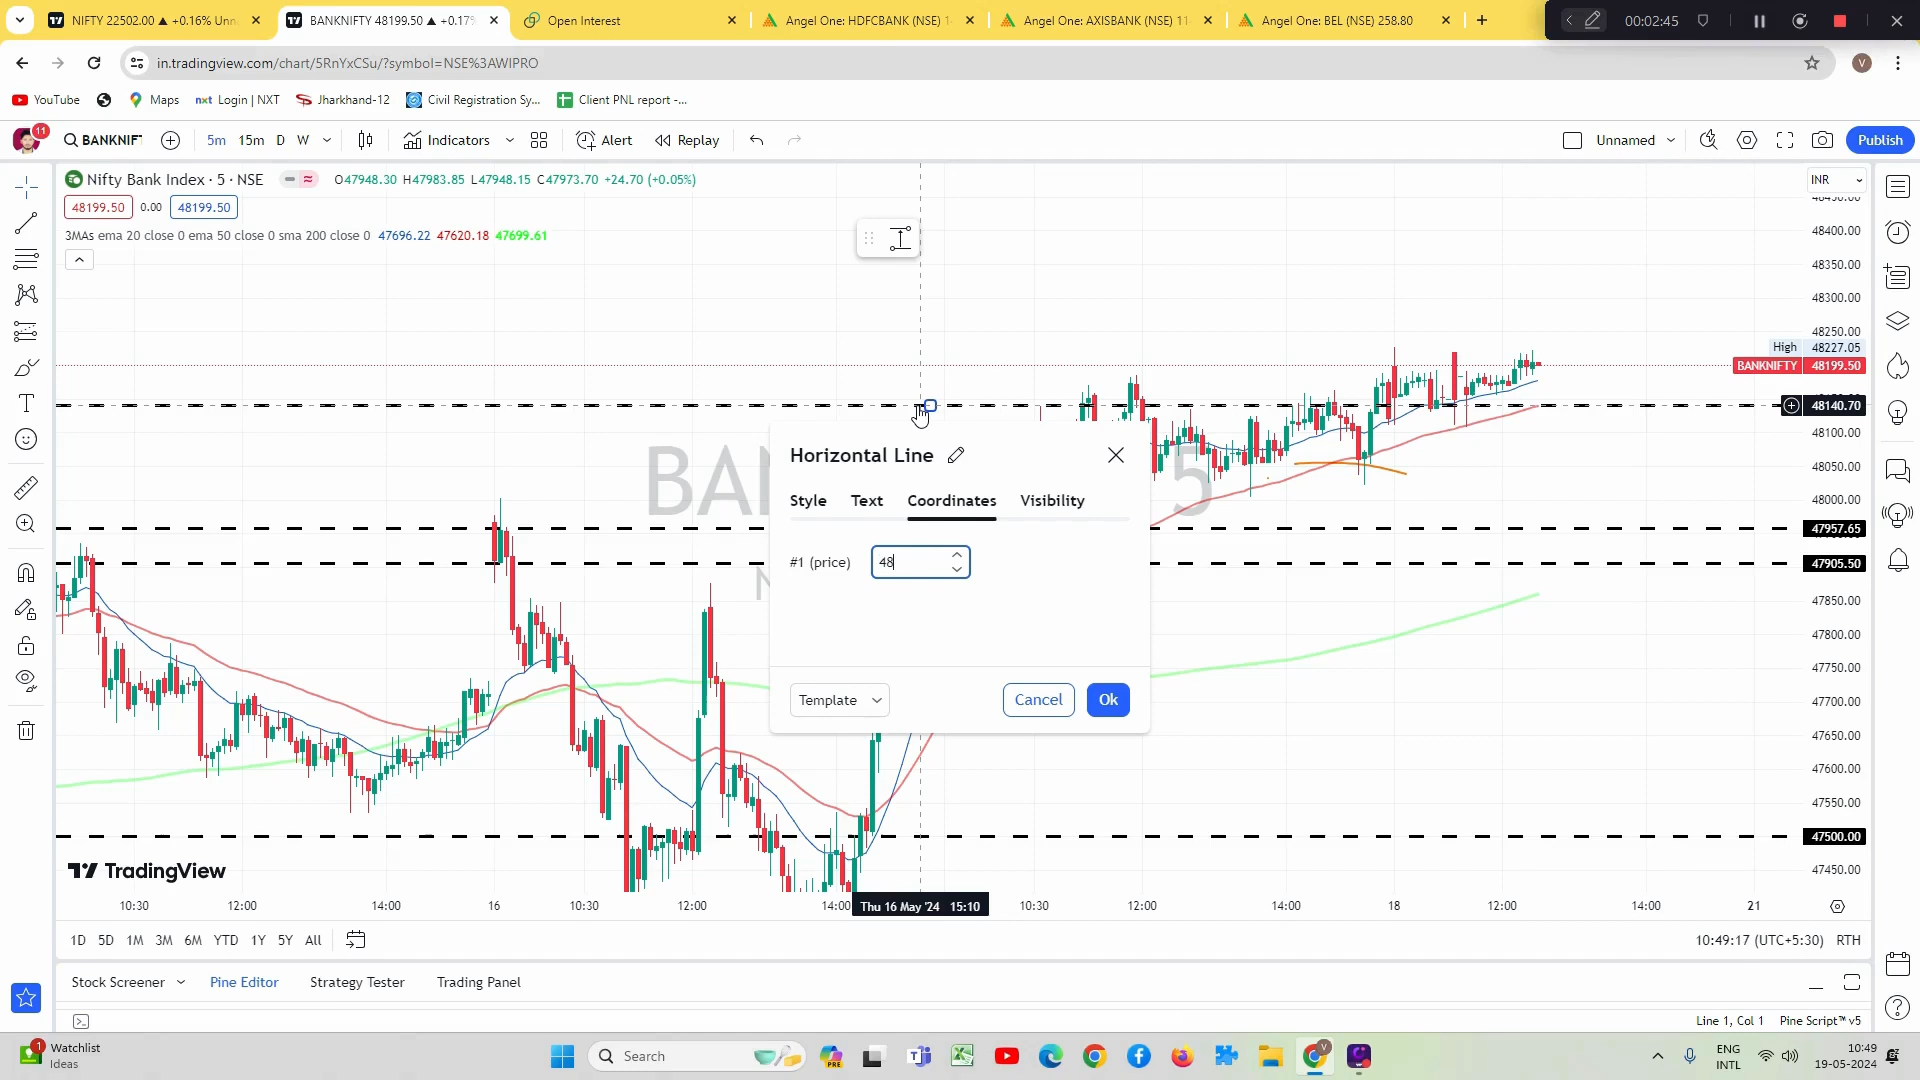 NIFTY 22502.00 ▲ +0.16% Unn
BANKNIFTY 48199.50 ▲ +0.17%
Open Interest
Angel One: HDFCBANK (NSE) 1
Angel One: AXISBANK (NSE) 11
Angel One: BEL (NSE) 258.80
00:02:45
in.tradingview.com/chart/5RnYxCSu/?symbol=NSE%3AWIPRO
V
YouTube
Maps
nxt Login | NXT
Jharkhand-12
Civil Registration Sy...
Client PNL report -...
11
BANKNIFT
5m
15m
D
W
Indicators
Alert
Replay
Unnamed
Publish
Nifty Bank Index · 5 · NSE
O47948.30 H47983.85 L47948.15 C47973.70 +24.70 (+0.05%)
INR
48199.50
0.00
48199.50
3MAs ema 20 close 0 ema 50 close 0 sma 200 close 0 47696.22 47620.18 47699.61
48450.00
48400.00
48350.00
48300.00
48250.00
High 48227.05
BANKNIFTY 48199.50
48140.70
48100.00
48050.00
48000.00
47957.65
47905.50
47850.00
47800.00
47750.00
47700.00
47650.00
47600.00
47550.00
47500.00
47450.00
Horizontal Line
Style
Text
Coordinates
Visibility
#1 (price)
48
Template
Cancel
Ok
TradingView
10:30
12:00
14:00
16
10:30
12:00
14:00
Thu 16 May '24 15:10
10:30
12:00
14:00
18
12:00
14:00
21
1D
5D
1M
3M
6M
YTD
1Y
5Y
All
10:49:17 (UTC+5:30)
RTH
Stock Screener
Pine Editor
Strategy Tester
Trading Panel
Line 1, Col 1
Pine Script™ v5
1
Watchlist
Ideas
Search
PRE
ENG
INTL
10:49
19-05-2024